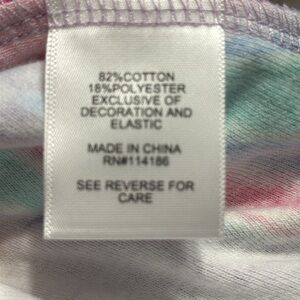 82%COTTON
18%POLYESTER
EXCLUSIVE OF
DECORATION AND
ELASTIC
MADE IN CHINA
RN#114186
SEE REVERSE FOR
CARE